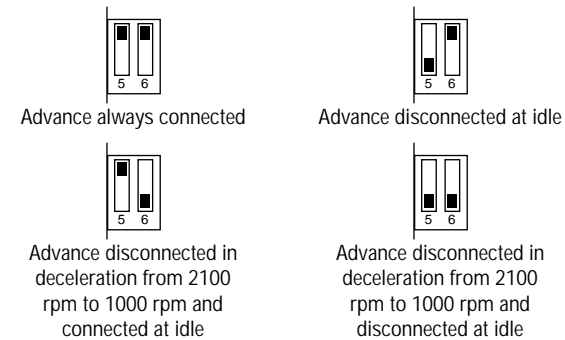 5 6
Advance always connected
5 6
Advance disconnected at idle
5 6
Advance disconnected in
deceleration from 2100
rpm to 1000 rpm and
connected at idle
5 6
Advance disconnected in
deceleration from 2100
rpm to 1000 rpm and
disconnected at idle